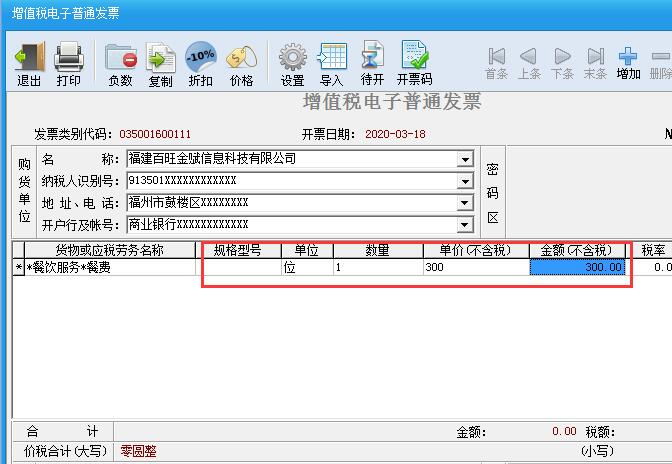 增值税电子普通发票
退出 打印 负数 复制 -10% 折扣 价格 设置 导入 待开 开票码 首条 上条 下条 末条 增加 删除
增值税电子普通发票
发票类别代码: 035001600111 开票日期: 2020-03-18 N
购货单位
名 称: 福建百旺金赋信息科技有限公司
纳税人识别号: 913501XXXXXXXXXXXX
地 址、电 话: 福州市鼓楼区XXXXXXXX
开户行及帐号: 商业银行XXXXXXXXXXXXX
密码区
货物或应税劳务名称 规格型号 单位 数量 单价(不含税) 金额(不含税) 税率
* *餐饮服务*餐费 位 1 300 300.00 0.0
合 计 金额: 0.00 税额:
价税合计(大写) 零圆整 (小写)